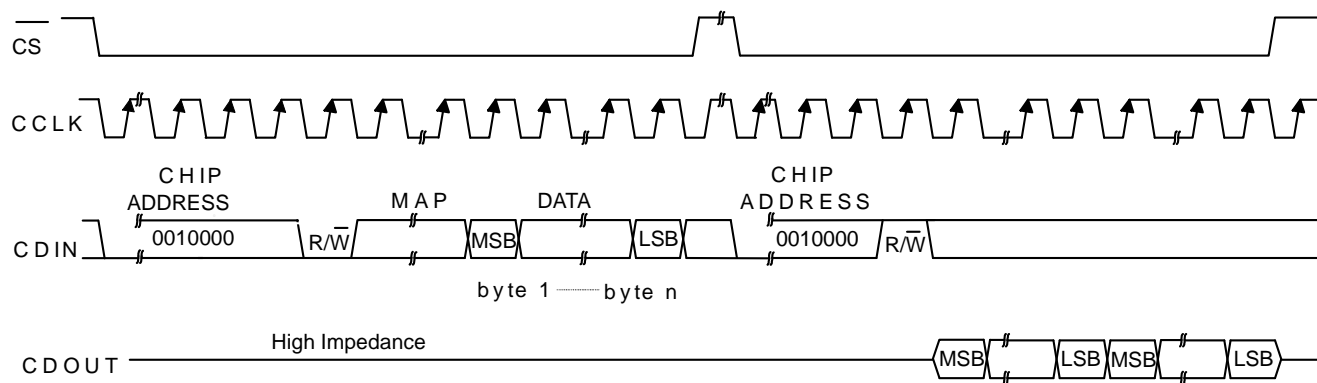 CS
CCLK
CHIP
ADDRESS
MAP
DATA
CHIP
ADDRESS
CDIN
0010000
R/W
MSB
LSB
0010000
R/W
byte 1
byte n
High Impedance
CDOUT
MSB
LSB
MSB
LSB